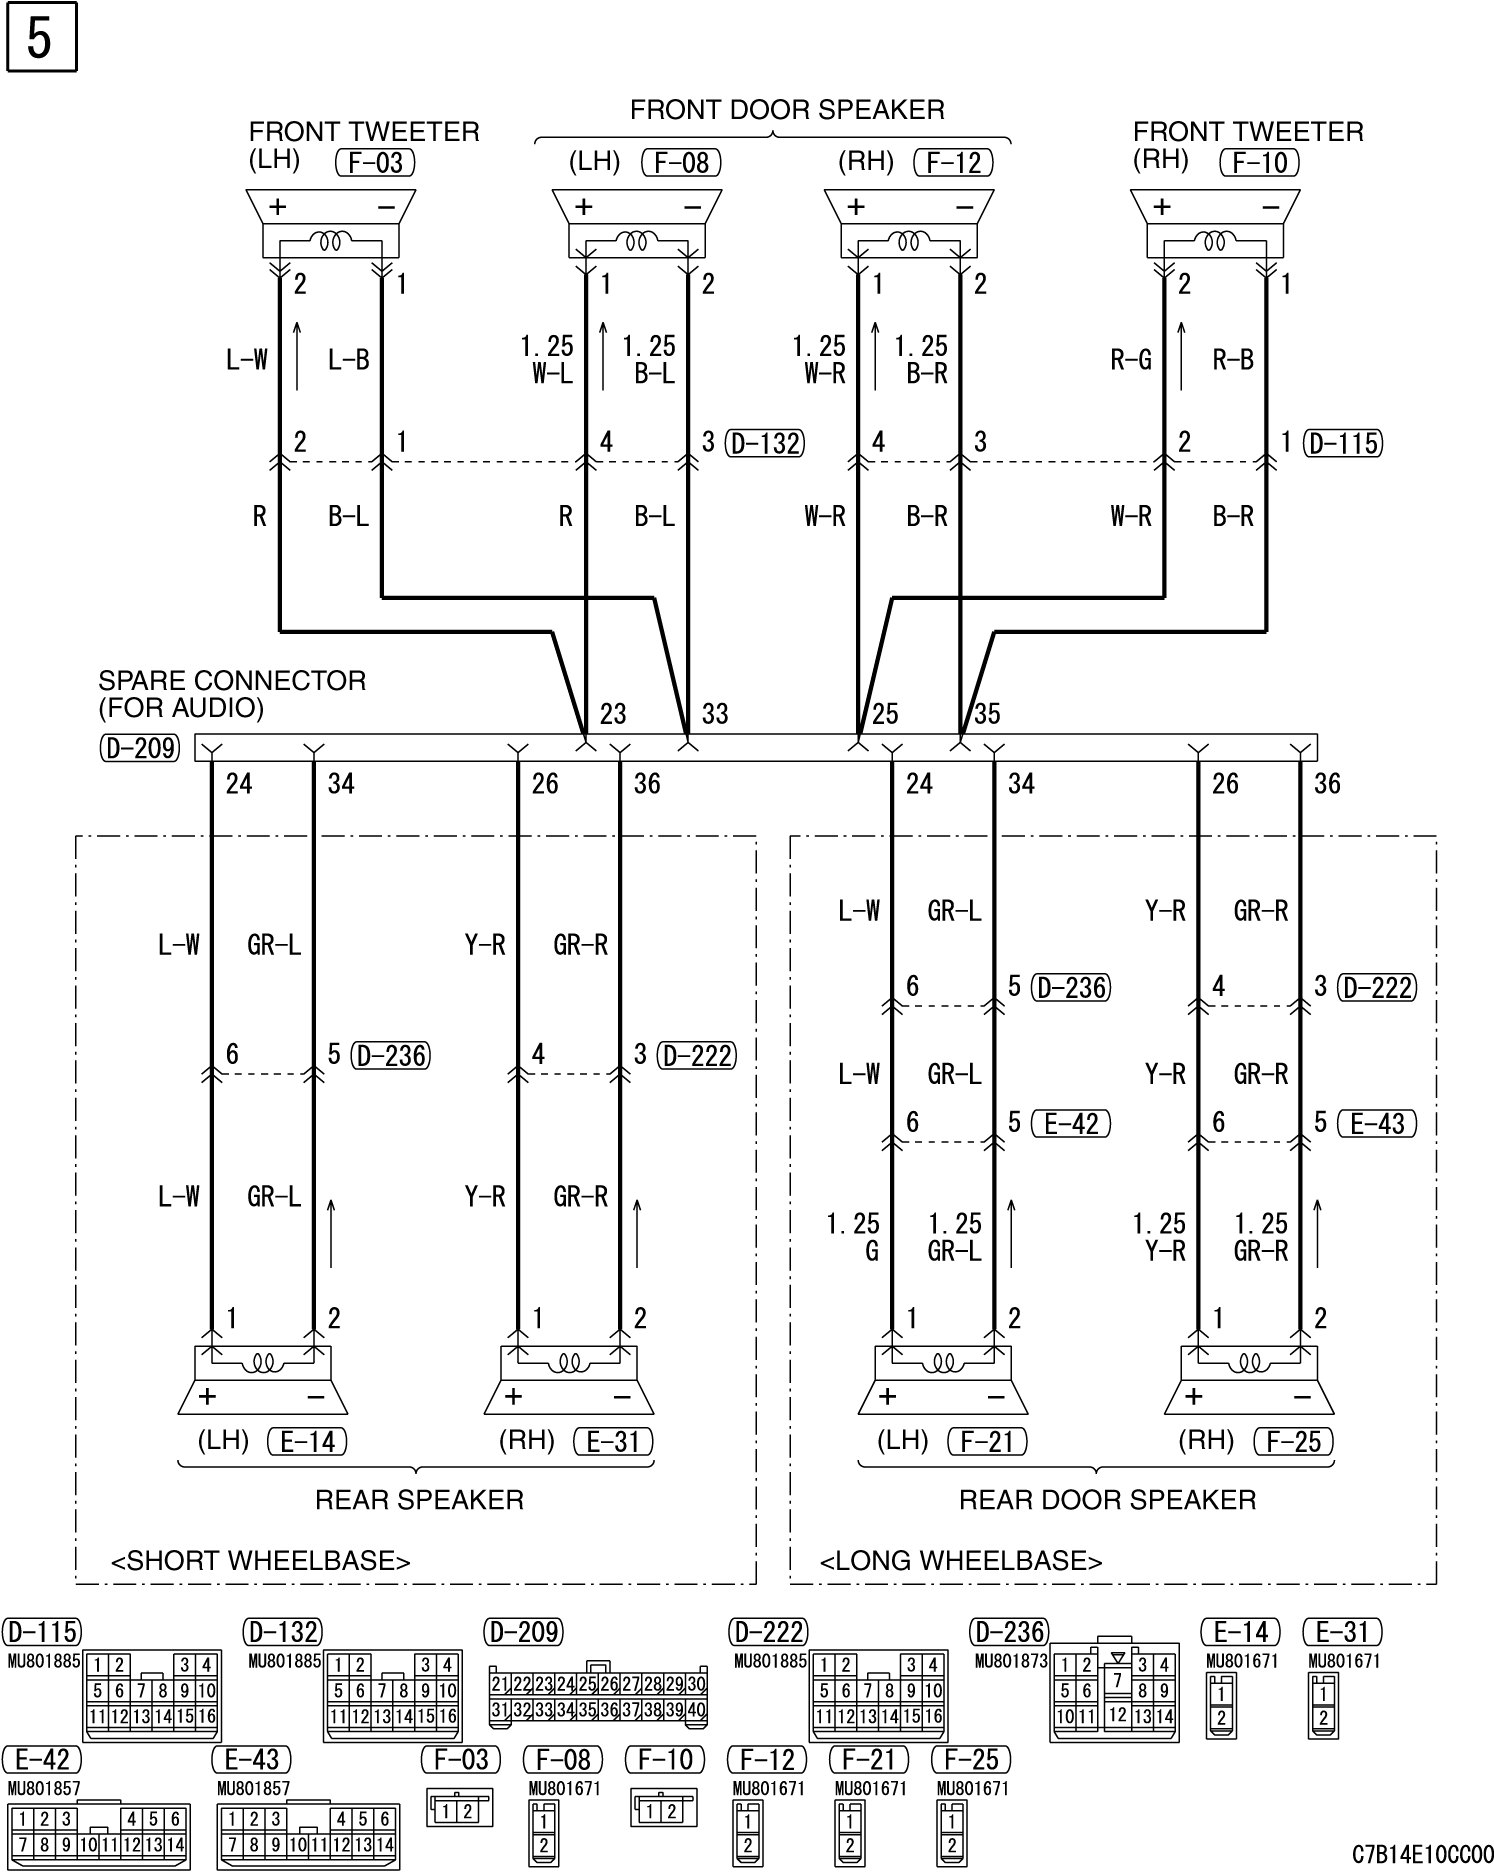 5
FRONT DOOR SPEAKER
FRONT TWEETER
(LH) F-03
(LH) F-08
(RH) F-12
FRONT TWEETER
(RH) F-10
+ − + − + − + −
2 1 1 2 1 2 2 1
1.25 1.25 1.25 1.25
L-W L-B W-L B-L W-R B-R R-G R-B
2 1 4 3 D-132 4 3 2 1 D-115
R B-L R B-L W-R B-R W-R B-R
SPARE CONNECTOR
(FOR AUDIO)
23 33 25 35
D-209
24 34 26 36 24 34 26 36
L-W GR-L Y-R GR-R
L-W GR-L Y-R GR-R
6 5 D-236 4 3 D-222
6 5 D-236 4 3 D-222
L-W GR-L Y-R GR-R
6 5 E-42 6 5 E-43
L-W GR-L Y-R GR-R
1.25 1.25 1.25 1.25
G GR-L Y-R GR-R
1 2 1 2 1 2 1 2
+ − + − + − + −
(LH) E-14 (RH) E-31 (LH) F-21 (RH) F-25
REAR SPEAKER
REAR DOOR SPEAKER
<SHORT WHEELBASE>
<LONG WHEELBASE>
D-115
MU801885
1 2 3 4
5 6 7 8 9 10
11 12 13 14 15 16
D-132
MU801885
1 2 3 4
5 6 7 8 9 10
11 12 13 14 15 16
D-209
21 22 23 24 25 26 27 28 29 30
31 32 33 34 35 36 37 38 39 40
D-222
MU801885
1 2 3 4
5 6 7 8 9 10
11 12 13 14 15 16
D-236
MU801873
1 2 7 3 4
5 6 8 9
10 11 12 13 14
E-14
MU801671
1
2
E-31
MU801671
1
2
E-42
MU801857
1 2 3 4 5 6
7 8 9 10 11 12 13 14
E-43
MU801857
1 2 3 4 5 6
7 8 9 10 11 12 13 14
F-03
1 2
F-08
MU801671
1
2
F-10
1 2
F-12
MU801671
1
2
F-21
MU801671
1
2
F-25
MU801671
1
2
C7B14E10CC00